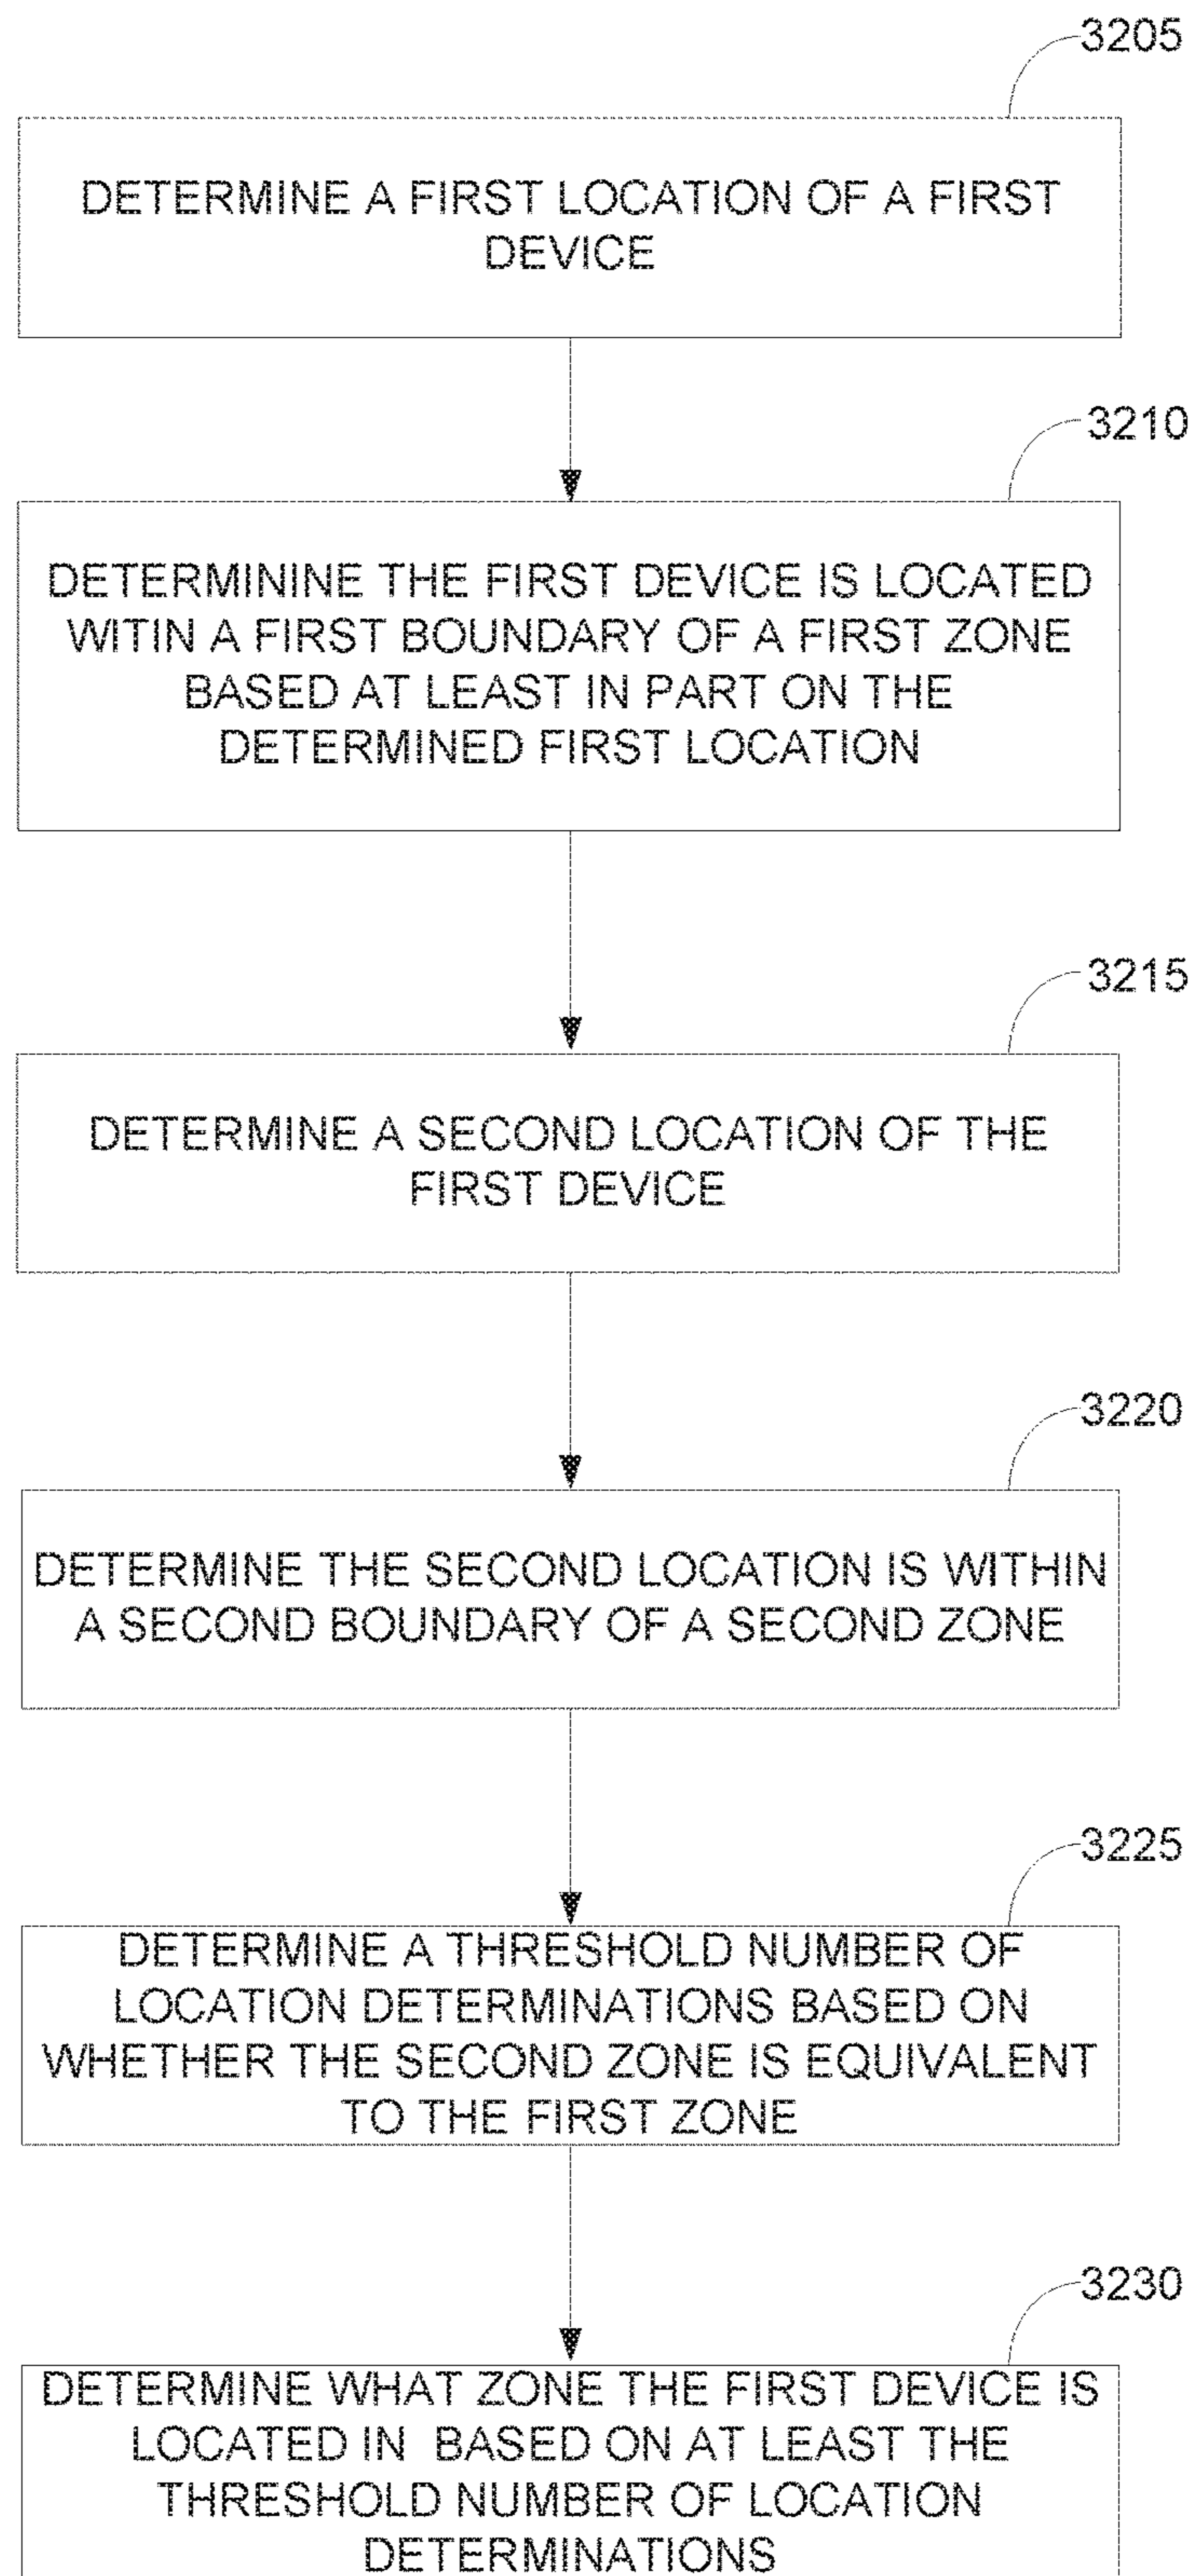 3205
DETERMINE A FIRST LOCATION OF A FIRST
DEVICE
3210
DETERMININE THE FIRST DEVICE IS LOCATED
WITIN A FIRST BOUNDARY OF A FIRST ZONE
BASED AT LEAST IN PART ON THE
DETERMINED FIRST LOCATION
3215
DETERMINE A SECOND LOCATION OF THE
FIRST DEVICE
3220
DETERMINE THE SECOND LOCATION IS WITHIN
A SECOND BOUNDARY OF A SECOND ZONE
3225
DETERMINE A THRESHOLD NUMBER OF
LOCATION DETERMINATIONS BASED ON
WHETHER THE SECOND ZONE IS EQUIVALENT
TO THE FIRST ZONE
3230
DETERMINE WHAT ZONE THE FIRST DEVICE IS
LOCATED IN  BASED ON AT LEAST THE
THRESHOLD NUMBER OF LOCATION
DETERMINATIONS